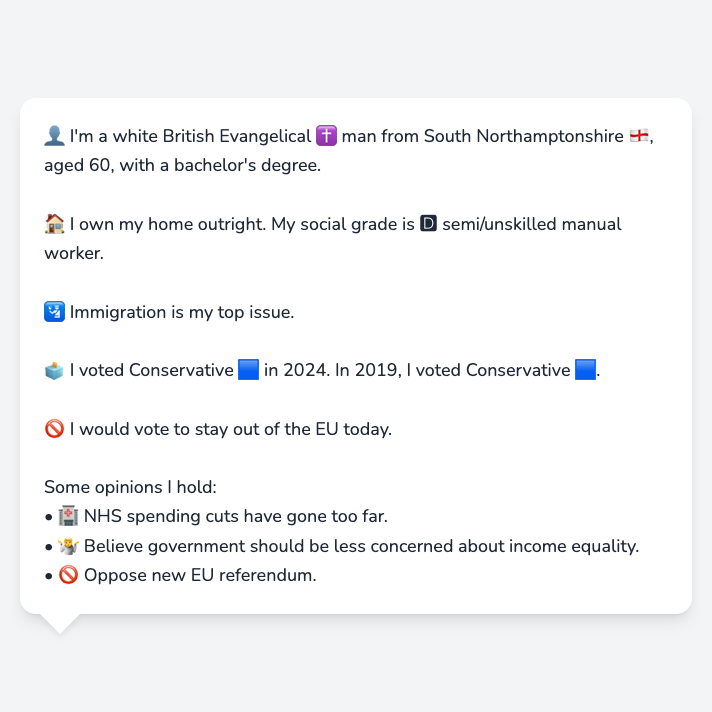 👤 I'm a white British Evangelical ✝️ man from South Northamptonshire 🏴󠁧󠁢󠁥󠁮󠁧󠁿,
aged 60, with a bachelor's degree.
🏠 I own my home outright. My social grade is 🅳 semi/unskilled manual
worker.
🛂 Immigration is my top issue.
🗳️ I voted Conservative 🟦 in 2024. In 2019, I voted Conservative 🟦.
🚫 I would vote to stay out of the EU today.
Some opinions I hold:
• 🏥 NHS spending cuts have gone too far.
• 🤷 Believe government should be less concerned about income equality.
• 🚫 Oppose new EU referendum.